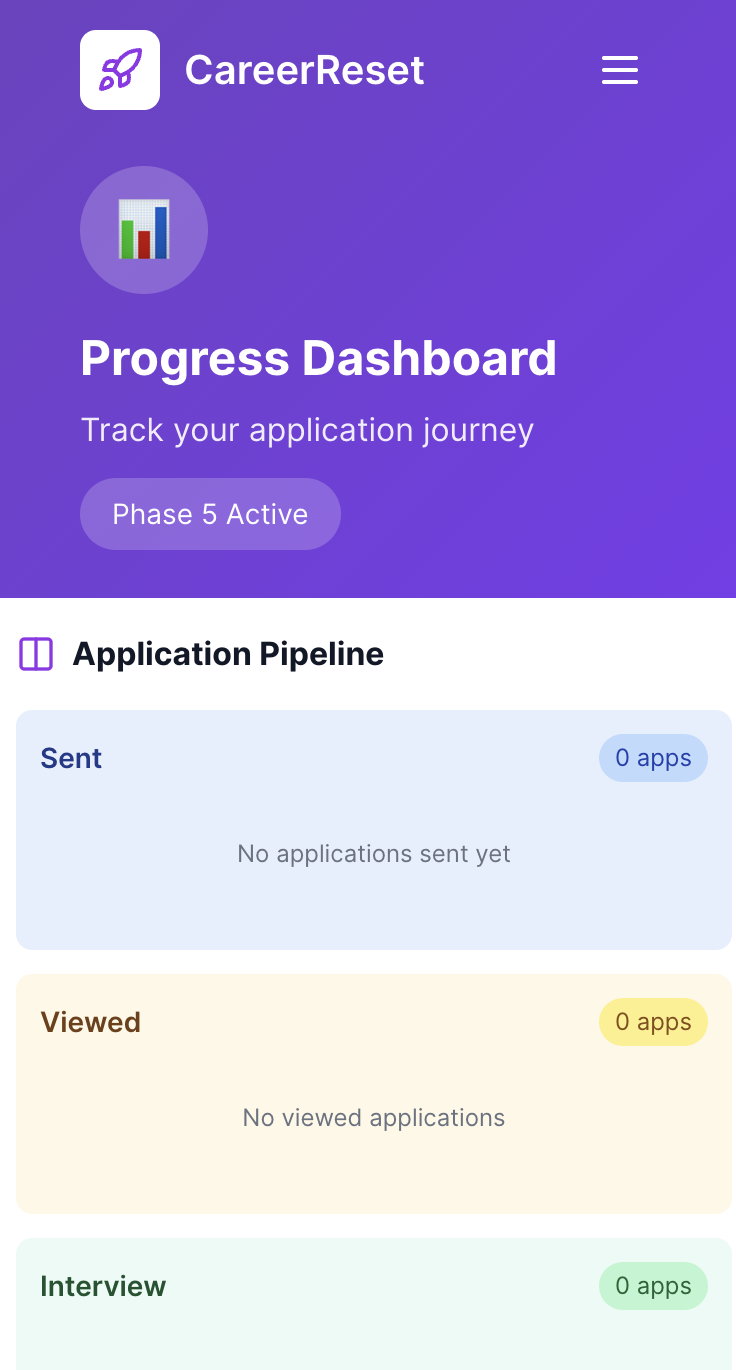 CareerReset
Progress Dashboard
Track your application journey
Phase 5 Active
Application Pipeline
Sent
0 apps
No applications sent yet
Viewed
0 apps
No viewed applications
Interview
0 apps